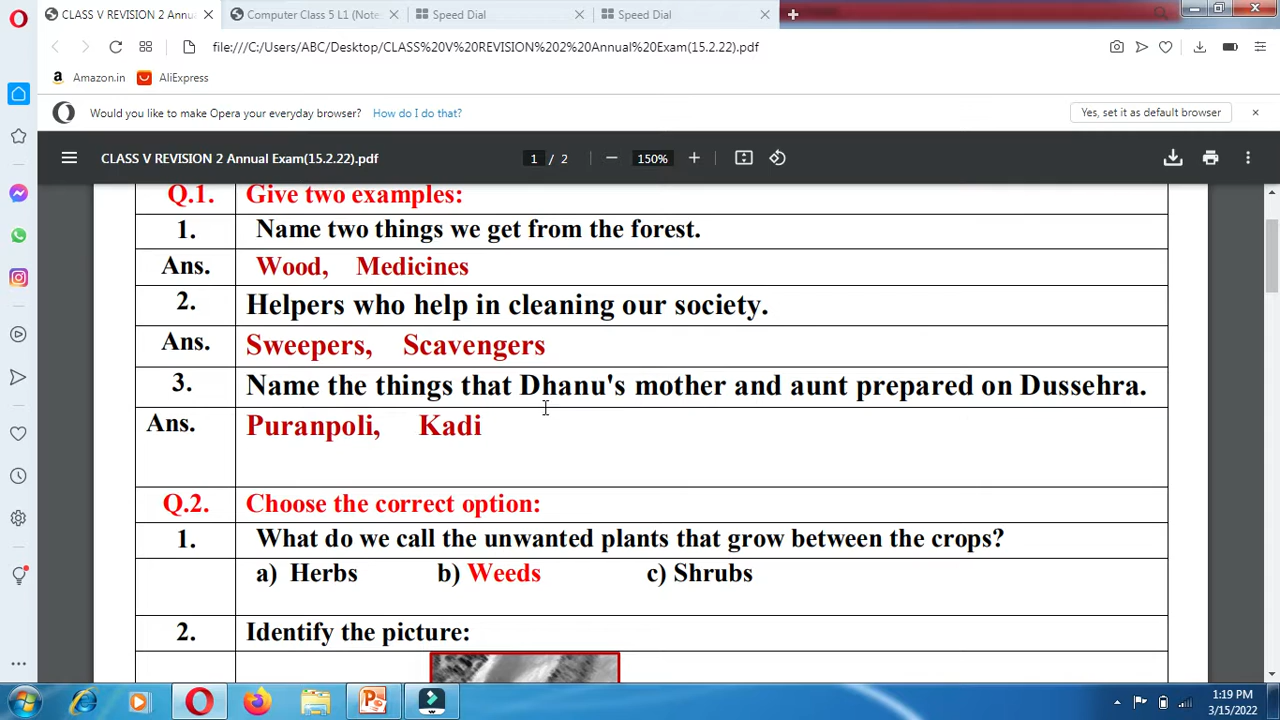 CLASS V REVISION 2 Annu
Computer Class 5 L1 (Note
Speed Dial
Speed Dial
file:///C:/Users/ABC/Desktop/CLASS%20V%20REVISION%202%20Annual%20Exam(15.2.22).pdf
Amazon.in AliExpress
Would you like to make Opera your everyday browser? How do I do that? Yes, set it as default browser
CLASS V REVISION 2 Annual Exam(15.2.22).pdf 1 / 2 150%
Q.1. Give two examples:
1. Name two things we get from the forest.
Ans. Wood, Medicines
2. Helpers who help in cleaning our society.
Ans. Sweepers, Scavengers
3. Name the things that Dhanu's mother and aunt prepared on Dussehra.
Ans. Puranpoli, Kadi
Q.2. Choose the correct option:
1. What do we call the unwanted plants that grow between the crops?
a) Herbs b) Weeds c) Shrubs
2. Identify the picture:
1:19 PM
3/15/2022